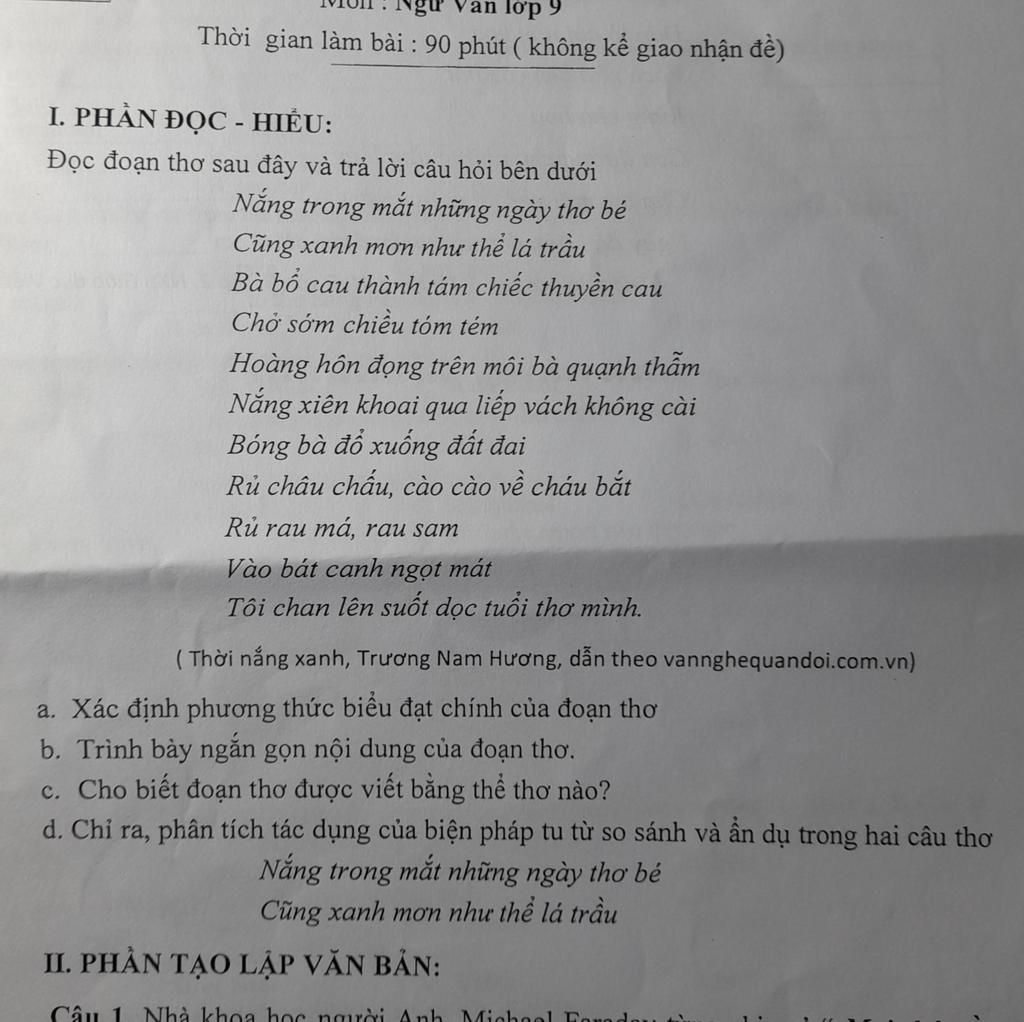 Môn : Ngữ Văn lớp 9
Thời gian làm bài : 90 phút ( không kể giao nhận đề)
I. PHẦN ĐỌC - HIỂU:
Đọc đoạn thơ sau đây và trả lời câu hỏi bên dưới
Nắng trong mắt những ngày thơ bé
Cũng xanh mơn như thể lá trầu
Bà bổ cau thành tám chiếc thuyền cau
Chở sớm chiều tóm tém
Hoàng hôn đọng trên môi bà quạnh thẫm
Nắng xiên khoai qua liếp vách không cài
Bóng bà đổ xuống đất đai
Rủ châu chấu, cào cào về cháu bắt
Rủ rau má, rau sam
Vào bát canh ngọt mát
Tôi chan lên suốt dọc tuổi thơ mình.
( Thời nắng xanh, Trương Nam Hương, dẫn theo vannghequandoi.com.vn)
a. Xác định phương thức biểu đạt chính của đoạn thơ
b. Trình bày ngắn gọn nội dung của đoạn thơ.
c. Cho biết đoạn thơ được viết bằng thể thơ nào?
d. Chỉ ra, phân tích tác dụng của biện pháp tu từ so sánh và ẩn dụ trong hai câu thơ
Nắng trong mắt những ngày thơ bé
Cũng xanh mơn như thể lá trầu
II. PHẦN TẠO LẬP VĂN BẢN:
Câu 1. Nhà khoa học người Anh, Michael Faraday